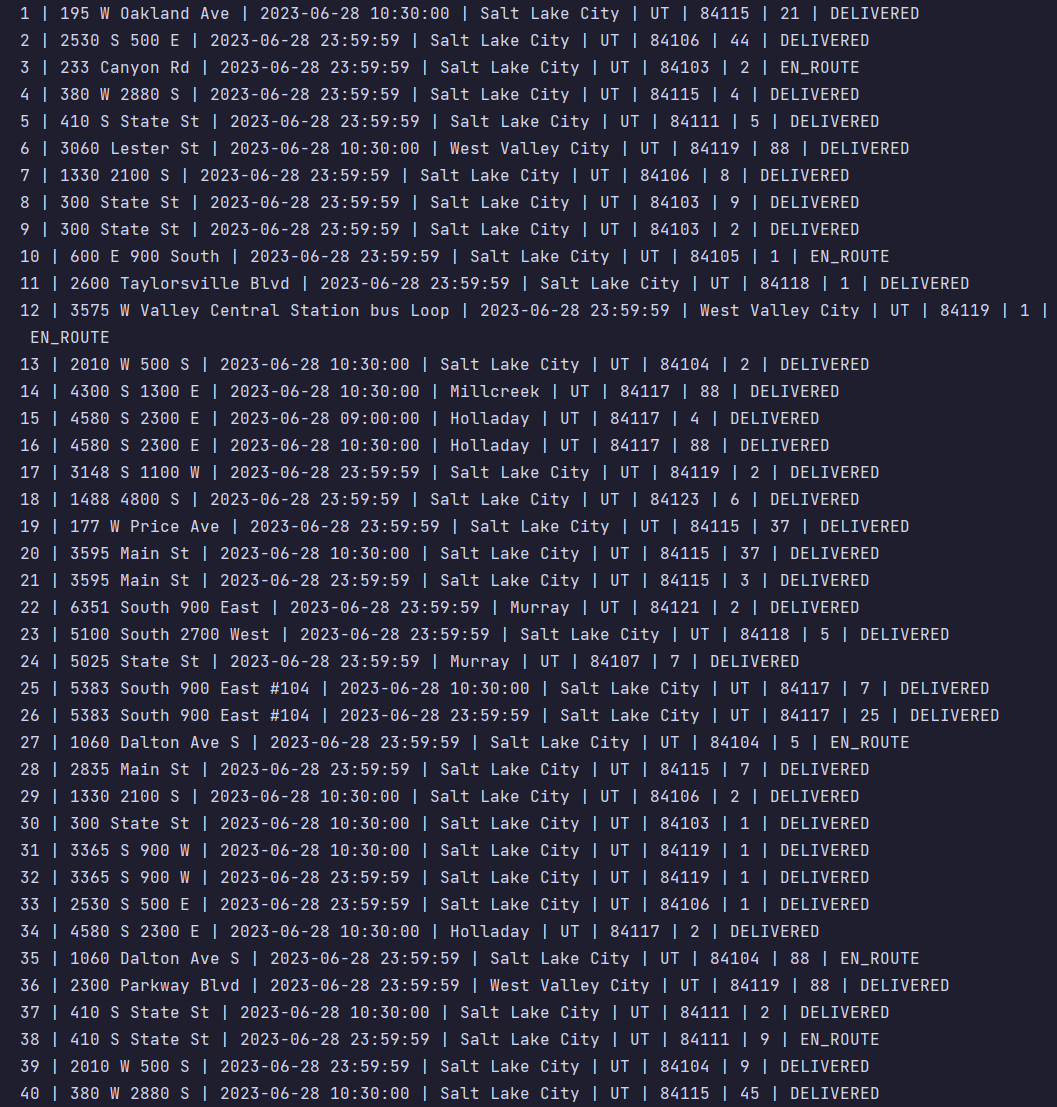 1 | 195 W Oakland Ave | 2023-06-28 10:30:00 | Salt Lake City | UT | 84115 | 21 | DELIVERED
2 | 2530 S 500 E | 2023-06-28 23:59:59 | Salt Lake City | UT | 84106 | 44 | DELIVERED
3 | 233 Canyon Rd | 2023-06-28 23:59:59 | Salt Lake City | UT | 84103 | 2 | EN_ROUTE
4 | 380 W 2880 S | 2023-06-28 23:59:59 | Salt Lake City | UT | 84115 | 4 | DELIVERED
5 | 410 S State St | 2023-06-28 23:59:59 | Salt Lake City | UT | 84111 | 5 | DELIVERED
6 | 3060 Lester St | 2023-06-28 10:30:00 | West Valley City | UT | 84119 | 88 | DELIVERED
7 | 1330 2100 S | 2023-06-28 23:59:59 | Salt Lake City | UT | 84106 | 8 | DELIVERED
8 | 300 State St | 2023-06-28 23:59:59 | Salt Lake City | UT | 84103 | 9 | DELIVERED
9 | 300 State St | 2023-06-28 23:59:59 | Salt Lake City | UT | 84103 | 2 | DELIVERED
10 | 600 E 900 South | 2023-06-28 23:59:59 | Salt Lake City | UT | 84105 | 1 | EN_ROUTE
11 | 2600 Taylorsville Blvd | 2023-06-28 23:59:59 | Salt Lake City | UT | 84118 | 1 | DELIVERED
12 | 3575 W Valley Central Station bus Loop | 2023-06-28 23:59:59 | West Valley City | UT | 84119 | 1 |
EN_ROUTE
13 | 2010 W 500 S | 2023-06-28 10:30:00 | Salt Lake City | UT | 84104 | 2 | DELIVERED
14 | 4300 S 1300 E | 2023-06-28 10:30:00 | Millcreek | UT | 84117 | 88 | DELIVERED
15 | 4580 S 2300 E | 2023-06-28 09:00:00 | Holladay | UT | 84117 | 4 | DELIVERED
16 | 4580 S 2300 E | 2023-06-28 10:30:00 | Holladay | UT | 84117 | 88 | DELIVERED
17 | 3148 S 1100 W | 2023-06-28 23:59:59 | Salt Lake City | UT | 84119 | 2 | DELIVERED
18 | 1488 4800 S | 2023-06-28 23:59:59 | Salt Lake City | UT | 84123 | 6 | DELIVERED
19 | 177 W Price Ave | 2023-06-28 23:59:59 | Salt Lake City | UT | 84115 | 37 | DELIVERED
20 | 3595 Main St | 2023-06-28 10:30:00 | Salt Lake City | UT | 84115 | 37 | DELIVERED
21 | 3595 Main St | 2023-06-28 23:59:59 | Salt Lake City | UT | 84115 | 3 | DELIVERED
22 | 6351 South 900 East | 2023-06-28 23:59:59 | Murray | UT | 84121 | 2 | DELIVERED
23 | 5100 South 2700 West | 2023-06-28 23:59:59 | Salt Lake City | UT | 84118 | 5 | DELIVERED
24 | 5025 State St | 2023-06-28 23:59:59 | Murray | UT | 84107 | 7 | DELIVERED
25 | 5383 South 900 East #104 | 2023-06-28 10:30:00 | Salt Lake City | UT | 84117 | 7 | DELIVERED
26 | 5383 South 900 East #104 | 2023-06-28 23:59:59 | Salt Lake City | UT | 84117 | 25 | DELIVERED
27 | 1060 Dalton Ave S | 2023-06-28 23:59:59 | Salt Lake City | UT | 84104 | 5 | EN_ROUTE
28 | 2835 Main St | 2023-06-28 23:59:59 | Salt Lake City | UT | 84115 | 7 | DELIVERED
29 | 1330 2100 S | 2023-06-28 10:30:00 | Salt Lake City | UT | 84106 | 2 | DELIVERED
30 | 300 State St | 2023-06-28 10:30:00 | Salt Lake City | UT | 84103 | 1 | DELIVERED
31 | 3365 S 900 W | 2023-06-28 10:30:00 | Salt Lake City | UT | 84119 | 1 | DELIVERED
32 | 3365 S 900 W | 2023-06-28 23:59:59 | Salt Lake City | UT | 84119 | 1 | DELIVERED
33 | 2530 S 500 E | 2023-06-28 23:59:59 | Salt Lake City | UT | 84106 | 1 | DELIVERED
34 | 4580 S 2300 E | 2023-06-28 10:30:00 | Holladay | UT | 84117 | 2 | DELIVERED
35 | 1060 Dalton Ave S | 2023-06-28 23:59:59 | Salt Lake City | UT | 84104 | 88 | EN_ROUTE
36 | 2300 Parkway Blvd | 2023-06-28 23:59:59 | West Valley City | UT | 84119 | 88 | DELIVERED
37 | 410 S State St | 2023-06-28 10:30:00 | Salt Lake City | UT | 84111 | 2 | DELIVERED
38 | 410 S State St | 2023-06-28 23:59:59 | Salt Lake City | UT | 84111 | 9 | EN_ROUTE
39 | 2010 W 500 S | 2023-06-28 23:59:59 | Salt Lake City | UT | 84104 | 9 | DELIVERED
40 | 380 W 2880 S | 2023-06-28 10:30:00 | Salt Lake City | UT | 84115 | 45 | DELIVERED